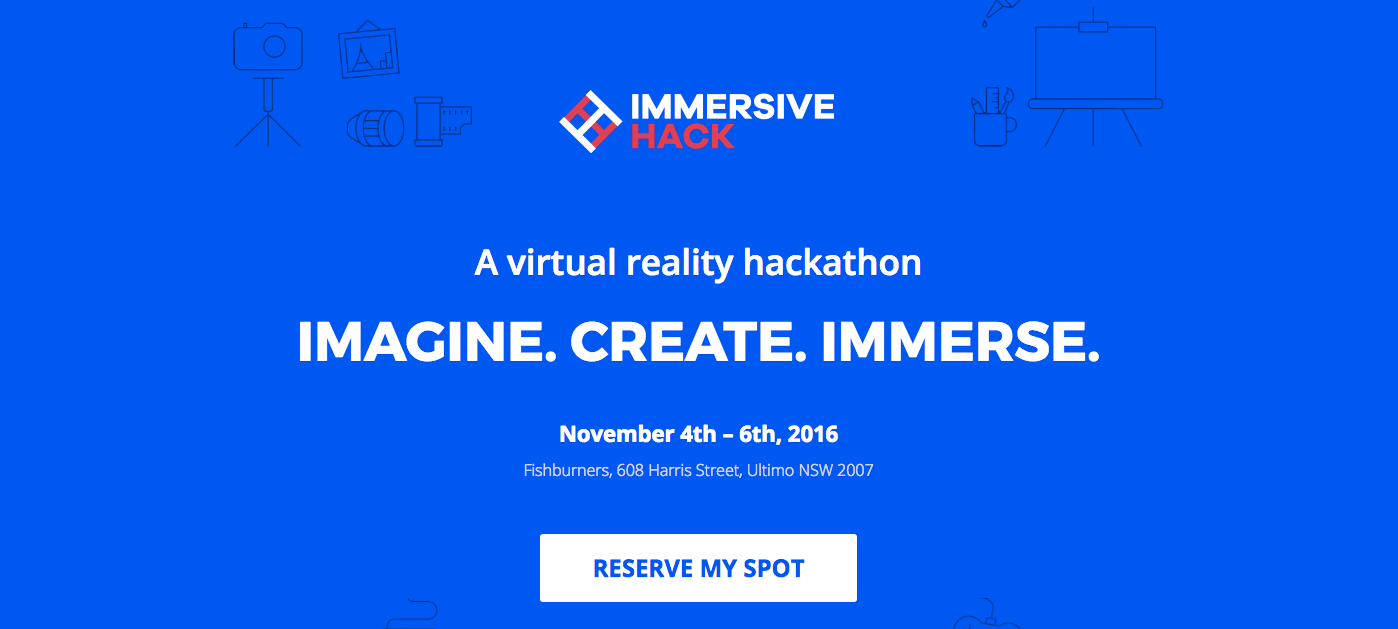 IMMERSIVE
HACK
A virtual reality hackathon
IMAGINE. CREATE. IMMERSE.
November 4th – 6th, 2016
Fishburners, 608 Harris Street, Ultimo NSW 2007
RESERVE MY SPOT